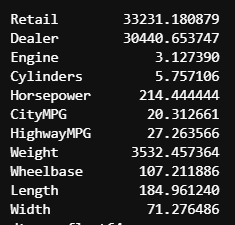 Retail 33231.180879
Dealer 30440.653747
Engine 3.127390
Cylinders 5.757106
Horsepower 214.444444
CityMPG 20.312661
HighwayMPG 27.263566
Weight 3532.457364
Wheelbase 107.211886
Length 184.961240
Width 71.276486